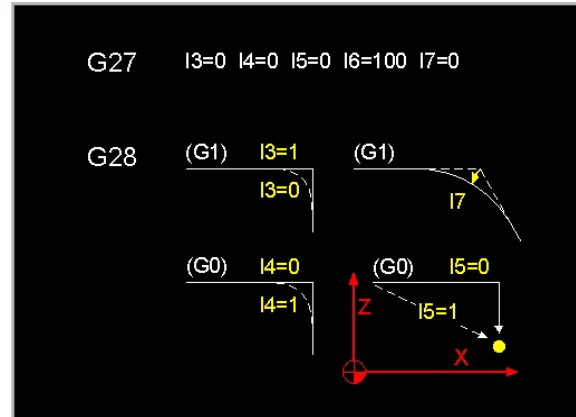 G27 I3=0 I4=0 I5=0 I6=100 I7=0
G28 (G1) I3=1 (G1)
I3=0 I7
(G0) I4=0 (G0) I5=0
I4=1 Z I5=1
X